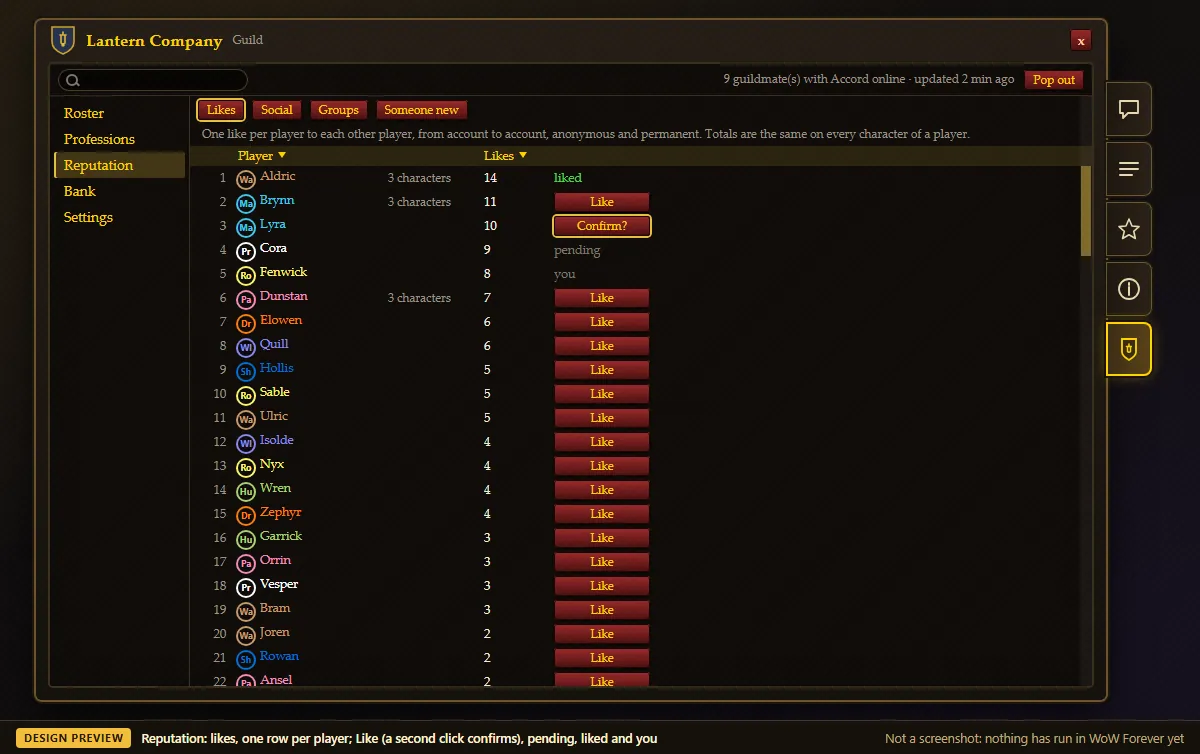 Lantern Company Guild x
9 guildmate(s) with Accord online · updated 2 min ago Pop out
Roster
Professions
Reputation
Bank
Settings
Likes Social Groups Someone new
One like per player to each other player, from account to account, anonymous and permanent. Totals are the same on every character of a player.
Player Likes
1 Wa Aldric 3 characters 14 liked
2 Ma Brynn 3 characters 11 Like
3 Ma Lyra 10 Confirm?
4 Pr Cora 9 pending
5 Ro Fenwick 8 you
6 Pa Dunstan 3 characters 7 Like
7 Dr Elowen 6 Like
8 Wl Quill 6 Like
9 Sh Hollis 5 Like
10 Ro Sable 5 Like
11 Wa Ulric 5 Like
12 Wl Isolde 4 Like
13 Ro Nyx 4 Like
14 Hu Wren 4 Like
15 Dr Zephyr 4 Like
16 Hu Garrick 3 Like
17 Pa Orrin 3 Like
18 Pr Vesper 3 Like
19 Wa Bram 3 Like
20 Wa Joren 2 Like
21 Sh Rowan 2 Like
22 Pa Ansel 2 Like
DESIGN PREVIEW Reputation: likes, one row per player; Like (a second click confirms), pending, liked and you Not a screenshot: nothing has run in WoW Forever yet